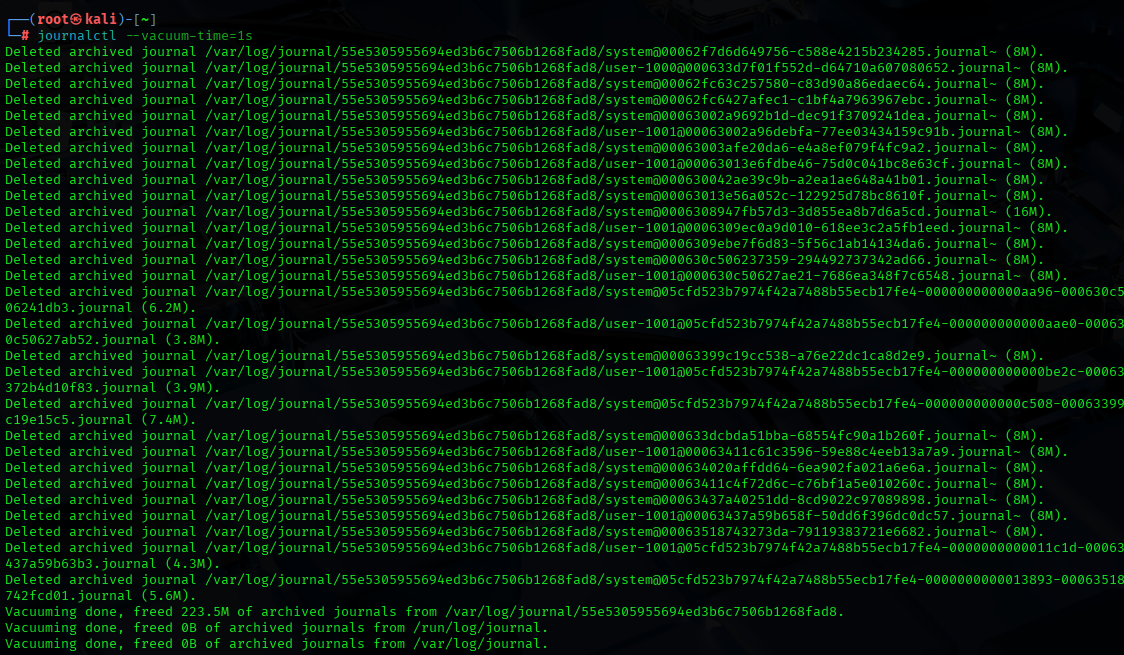 ┌──(root㉿kali)-[~]
└─# journalctl --vacuum-time=1s
Deleted archived journal /var/log/journal/55e5305955694ed3b6c7506b1268fad8/system@00062f7d6d649756-c588e4215b234285.journal~ (8M).
Deleted archived journal /var/log/journal/55e5305955694ed3b6c7506b1268fad8/user-1000@000633d7f01f552d-d64710a607080652.journal~ (8M).
Deleted archived journal /var/log/journal/55e5305955694ed3b6c7506b1268fad8/system@00062fc63c257580-c83d90a86edaec64.journal~ (8M).
Deleted archived journal /var/log/journal/55e5305955694ed3b6c7506b1268fad8/system@00062fc6427afec1-c1bf4a7963967ebc.journal~ (8M).
Deleted archived journal /var/log/journal/55e5305955694ed3b6c7506b1268fad8/system@00063002a9692b1d-dec91f3709241dea.journal~ (8M).
Deleted archived journal /var/log/journal/55e5305955694ed3b6c7506b1268fad8/user-1001@00063002a96debfa-77ee03434159c91b.journal~ (8M).
Deleted archived journal /var/log/journal/55e5305955694ed3b6c7506b1268fad8/system@00063003afe20da6-e4a8ef079f4fc9a2.journal~ (8M).
Deleted archived journal /var/log/journal/55e5305955694ed3b6c7506b1268fad8/user-1001@00063013e6fdbe46-75d0c041bc8e63cf.journal~ (8M).
Deleted archived journal /var/log/journal/55e5305955694ed3b6c7506b1268fad8/system@000630042ae39c9b-a2ea1ae648a41b01.journal~ (8M).
Deleted archived journal /var/log/journal/55e5305955694ed3b6c7506b1268fad8/system@00063013e56a052c-122925d78bc8610f.journal~ (8M).
Deleted archived journal /var/log/journal/55e5305955694ed3b6c7506b1268fad8/system@0006308947fb57d3-3d855ea8b7d6a5cd.journal~ (16M).
Deleted archived journal /var/log/journal/55e5305955694ed3b6c7506b1268fad8/user-1001@0006309ec0a9d010-618ee3c2a5fb1eed.journal~ (8M).
Deleted archived journal /var/log/journal/55e5305955694ed3b6c7506b1268fad8/system@0006309ebe7f6d83-5f56c1ab14134da6.journal~ (8M).
Deleted archived journal /var/log/journal/55e5305955694ed3b6c7506b1268fad8/system@000630c506237359-294492737342ad66.journal~ (8M).
Deleted archived journal /var/log/journal/55e5305955694ed3b6c7506b1268fad8/user-1001@000630c50627ae21-7686ea348f7c6548.journal~ (8M).
Deleted archived journal /var/log/journal/55e5305955694ed3b6c7506b1268fad8/system@05cfd523b7974f42a7488b55ecb17fe4-000000000000aa96-000630c5
06241db3.journal (6.2M).
Deleted archived journal /var/log/journal/55e5305955694ed3b6c7506b1268fad8/user-1001@05cfd523b7974f42a7488b55ecb17fe4-000000000000aae0-00063
0c50627ab52.journal (3.8M).
Deleted archived journal /var/log/journal/55e5305955694ed3b6c7506b1268fad8/system@00063399c19cc538-a76e22dc1ca8d2e9.journal~ (8M).
Deleted archived journal /var/log/journal/55e5305955694ed3b6c7506b1268fad8/user-1001@05cfd523b7974f42a7488b55ecb17fe4-000000000000be2c-00063
372b4d10f83.journal (3.9M).
Deleted archived journal /var/log/journal/55e5305955694ed3b6c7506b1268fad8/system@05cfd523b7974f42a7488b55ecb17fe4-000000000000c508-00063399
c19e15c5.journal (7.4M).
Deleted archived journal /var/log/journal/55e5305955694ed3b6c7506b1268fad8/system@000633dcbda51bba-68554fc90a1b260f.journal~ (8M).
Deleted archived journal /var/log/journal/55e5305955694ed3b6c7506b1268fad8/user-1001@00063411c61c3596-59e88c4eeb13a7a9.journal~ (8M).
Deleted archived journal /var/log/journal/55e5305955694ed3b6c7506b1268fad8/system@000634020affdd64-6ea902fa021a6e6a.journal~ (8M).
Deleted archived journal /var/log/journal/55e5305955694ed3b6c7506b1268fad8/system@00063411c4f72d6c-c76bf1a5e010260c.journal~ (8M).
Deleted archived journal /var/log/journal/55e5305955694ed3b6c7506b1268fad8/system@00063437a40251dd-8cd9022c97089898.journal~ (8M).
Deleted archived journal /var/log/journal/55e5305955694ed3b6c7506b1268fad8/user-1001@00063437a59b658f-50dd6f396dc0dc57.journal~ (8M).
Deleted archived journal /var/log/journal/55e5305955694ed3b6c7506b1268fad8/system@00063518743273da-79119383721e6682.journal~ (8M).
Deleted archived journal /var/log/journal/55e5305955694ed3b6c7506b1268fad8/user-1001@05cfd523b7974f42a7488b55ecb17fe4-0000000000011c1d-00063
437a59b63b3.journal (4.3M).
Deleted archived journal /var/log/journal/55e5305955694ed3b6c7506b1268fad8/system@05cfd523b7974f42a7488b55ecb17fe4-0000000000013893-00063518
742fcd01.journal (5.6M).
Vacuuming done, freed 223.5M of archived journals from /var/log/journal/55e5305955694ed3b6c7506b1268fad8.
Vacuuming done, freed 0B of archived journals from /run/log/journal.
Vacuuming done, freed 0B of archived journals from /var/log/journal.